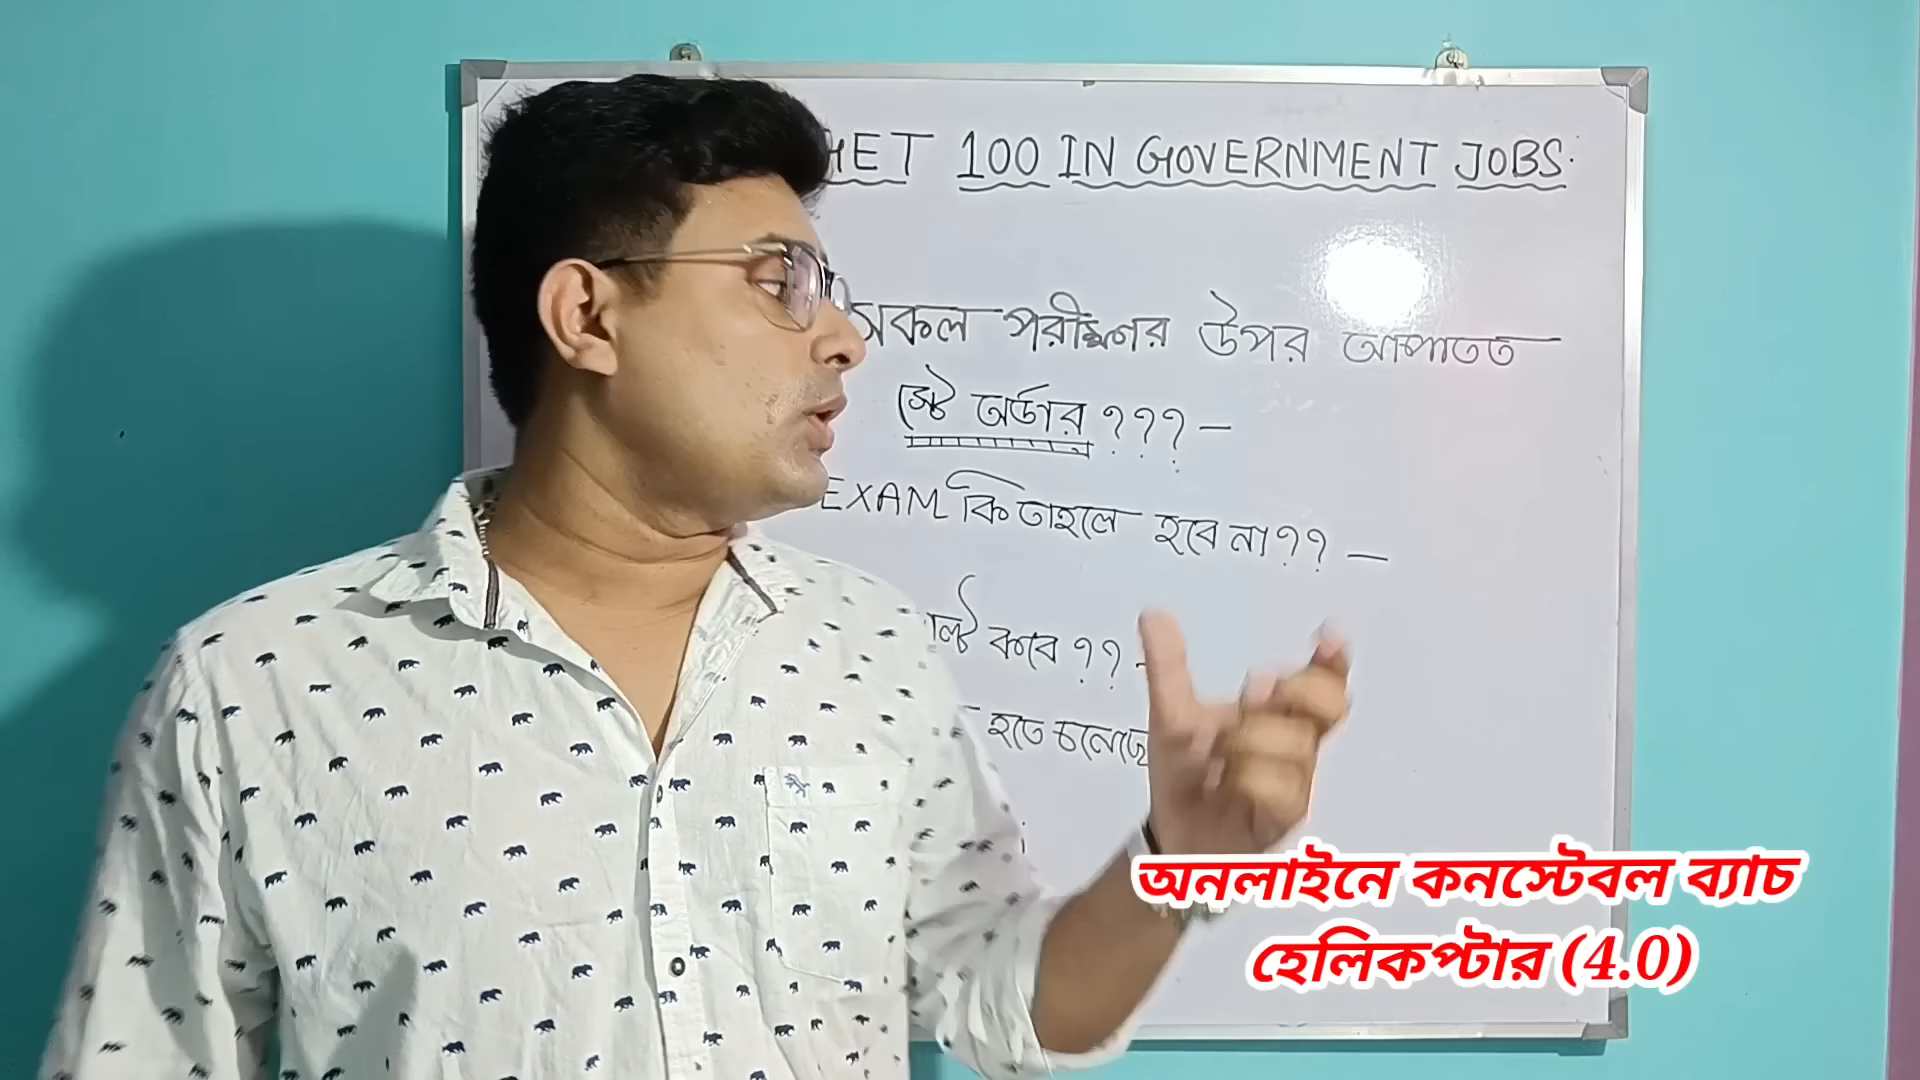 HET 100 IN GOVERNMENT JOBS.
সকল পরীক্ষার উপর আপাতত
স্টে অর্ডার ??? —
EXAM কি তাহলে হবে না ?? —
কবে ?? -
হতে চলেছে
অনলাইনে কনস্টেবল ব্যাচ
হেলিকপ্টার (4.0)